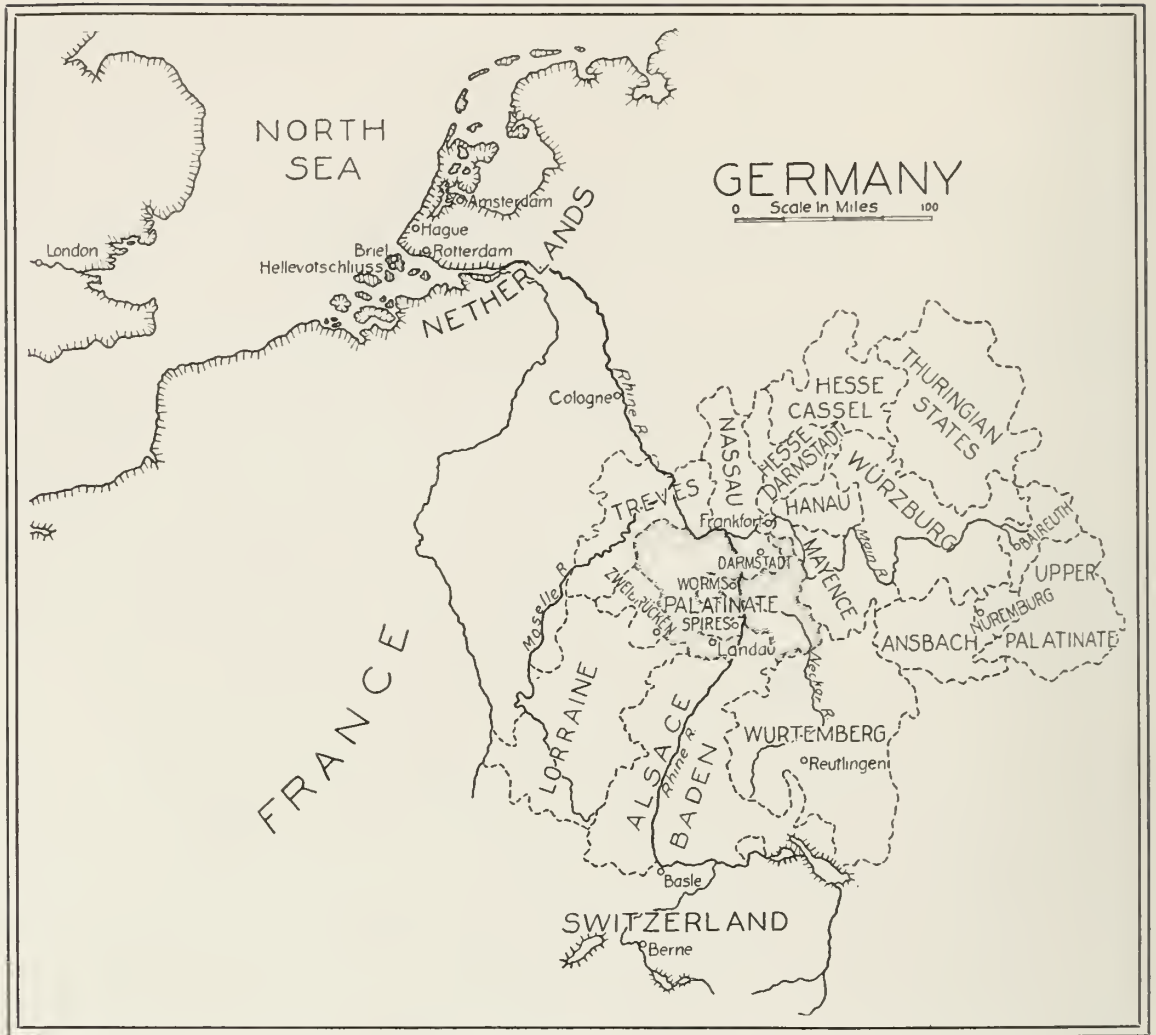 NORTH
SEA
GERMANY
0 Scale in Miles 100
Amsterdam
Hague
London
Briel
Rotterdam
Hellevotschliuss
NETHERLANDS
Rhine R.
Cologne
THURINGIAN
STATES
HESSE
CASSEL
NASSAU
HESSE
DARMSTADT
WÜRZBURG
TREVES
HANAU
Frankfort
Main R.
BAIREUTH
MAYENCE
DARMSTADT
UPPER
PALATINATE
Moselle R.
ZWEIBRÜCKEN
WORMS
PALATINATE
SPIRES
NUREMBURG
ANSBACH
Landau
Necker R.
FRANCE
LORRAINE
ALSACE
Rhine R.
BADEN
WURTEMBERG
Reutlingen
Basle
SWITZERLAND
Berne